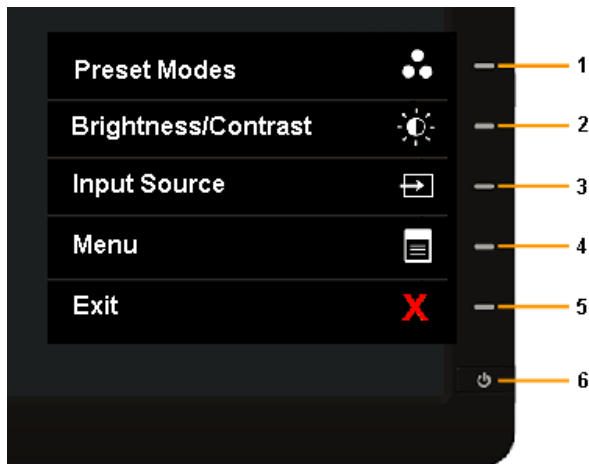 Preset Modes 1
Brightness/Contrast 2
Input Source 3
Menu 4
Exit X 5
6